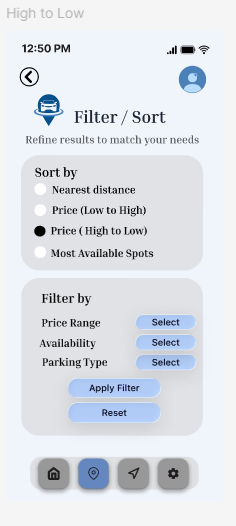 High to Low
12:50 PM
Filter / Sort
Refine results to match your needs
Sort by
Nearest distance
Price (Low to High)
Price ( High to Low)
Most Available Spots
Filter by
Price Range Select
Availability Select
Parking Type Select
Apply Filter
Reset